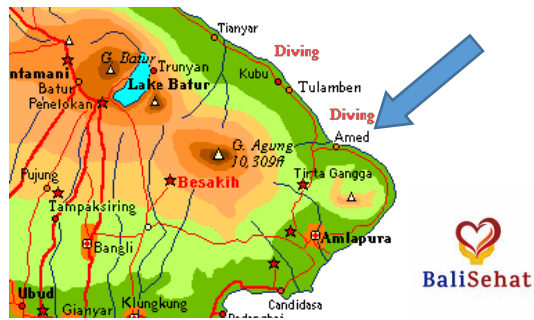 Tianyar
Diving
G. Batur
Trunyan
ntamani
Kubu
Lake Batur
Tulamben
Batur
Penelokan
Diving
Amed
G. Agung
10,309ft
Pujung
Besakih
Tirta Gangga
Tampaksiring
Amlapura
Bangli
BaliSehat
Ubud
Candidasa
Gianyar
Klungkung
Padangbai